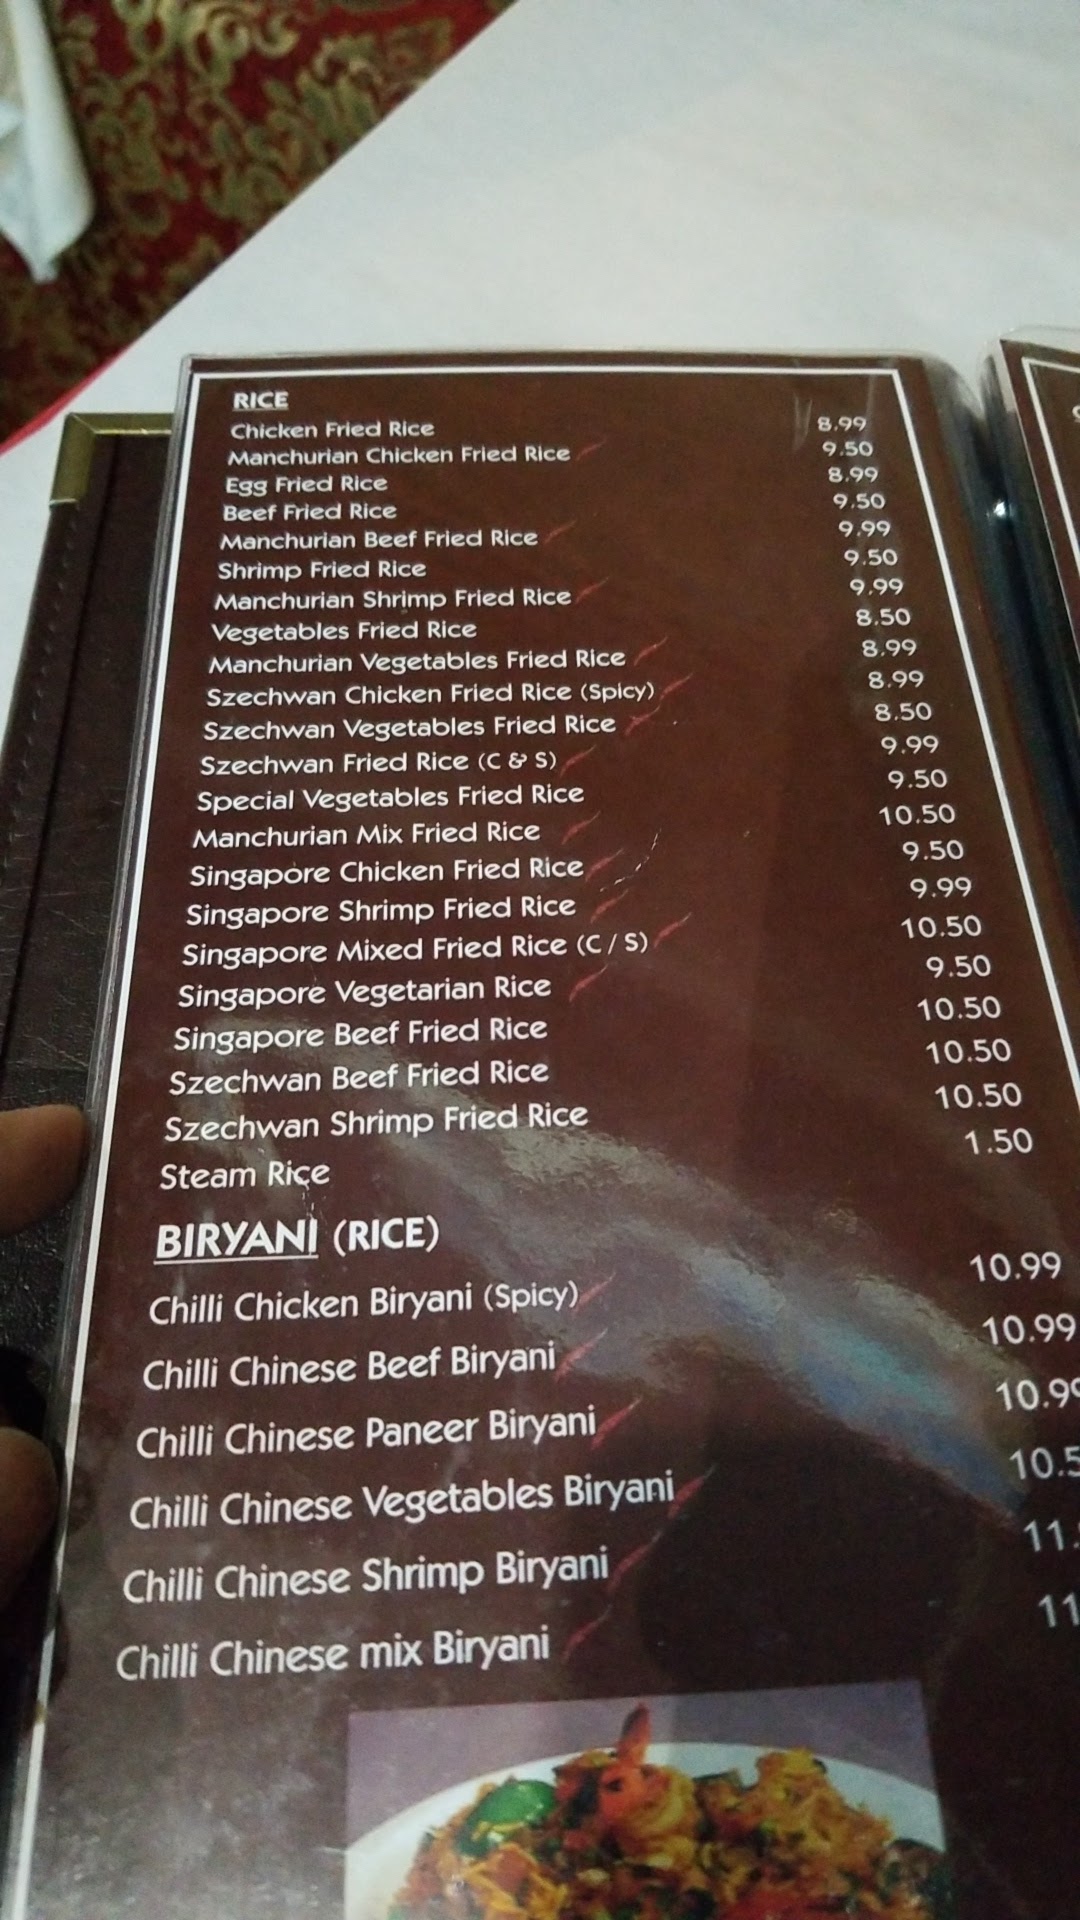 RICE
Chicken Fried Rice 8.99
Manchurian Chicken Fried Rice 9.50
Egg Fried Rice 8.99
Beef Fried Rice 9.50
Manchurian Beef Fried Rice 9.99
Shrimp Fried Rice 9.50
Manchurian Shrimp Fried Rice 9.99
Vegetables Fried Rice 8.50
Manchurian Vegetables Fried Rice 8.99
Szechwan Chicken Fried Rice (Spicy) 8.99
Szechwan Vegetables Fried Rice 8.50
Szechwan Fried Rice (C & S) 9.99
Special Vegetables Fried Rice 9.50
Manchurian Mix Fried Rice 10.50
Singapore Chicken Fried Rice 9.50
Singapore Shrimp Fried Rice 9.99
Singapore Mixed Fried Rice (C / S) 10.50
Singapore Vegetarian Rice 9.50
Singapore Beef Fried Rice 10.50
Szechwan Beef Fried Rice 10.50
Szechwan Shrimp Fried Rice 10.50
Steam Rice 1.50
BIRYANI (RICE)
Chilli Chicken Biryani (Spicy) 10.99
Chilli Chinese Beef Biryani 10.99
Chilli Chinese Paneer Biryani
Chilli Chinese Vegetables Biryani
Chilli Chinese Shrimp Biryani
Chilli Chinese mix Biryani